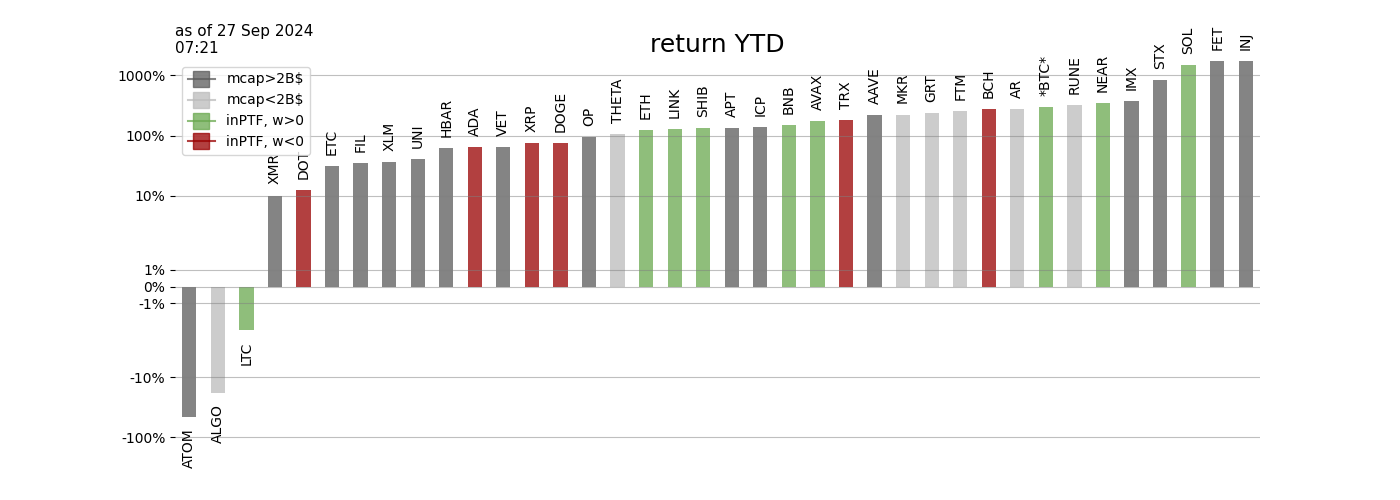 as of 27 Sep 2024
07:21
return YTD
mcap>2B$
mcap<2B$
inPTF, w>0
inPTF, w<0
1000%
100%
10%
1%
0%
-1%
-10%
-100%
ATOM
ALGO
LTC
XMR
DOT
ETC
FIL
XLM
UNI
HBAR
ADA
VET
XRP
DOGE
OP
THETA
ETH
LINK
SHIB
APT
ICP
BNB
AVAX
TRX
AAVE
MKR
GRT
FTM
BCH
AR
*BTC*
RUNE
NEAR
IMX
STX
SOL
FET
INJ